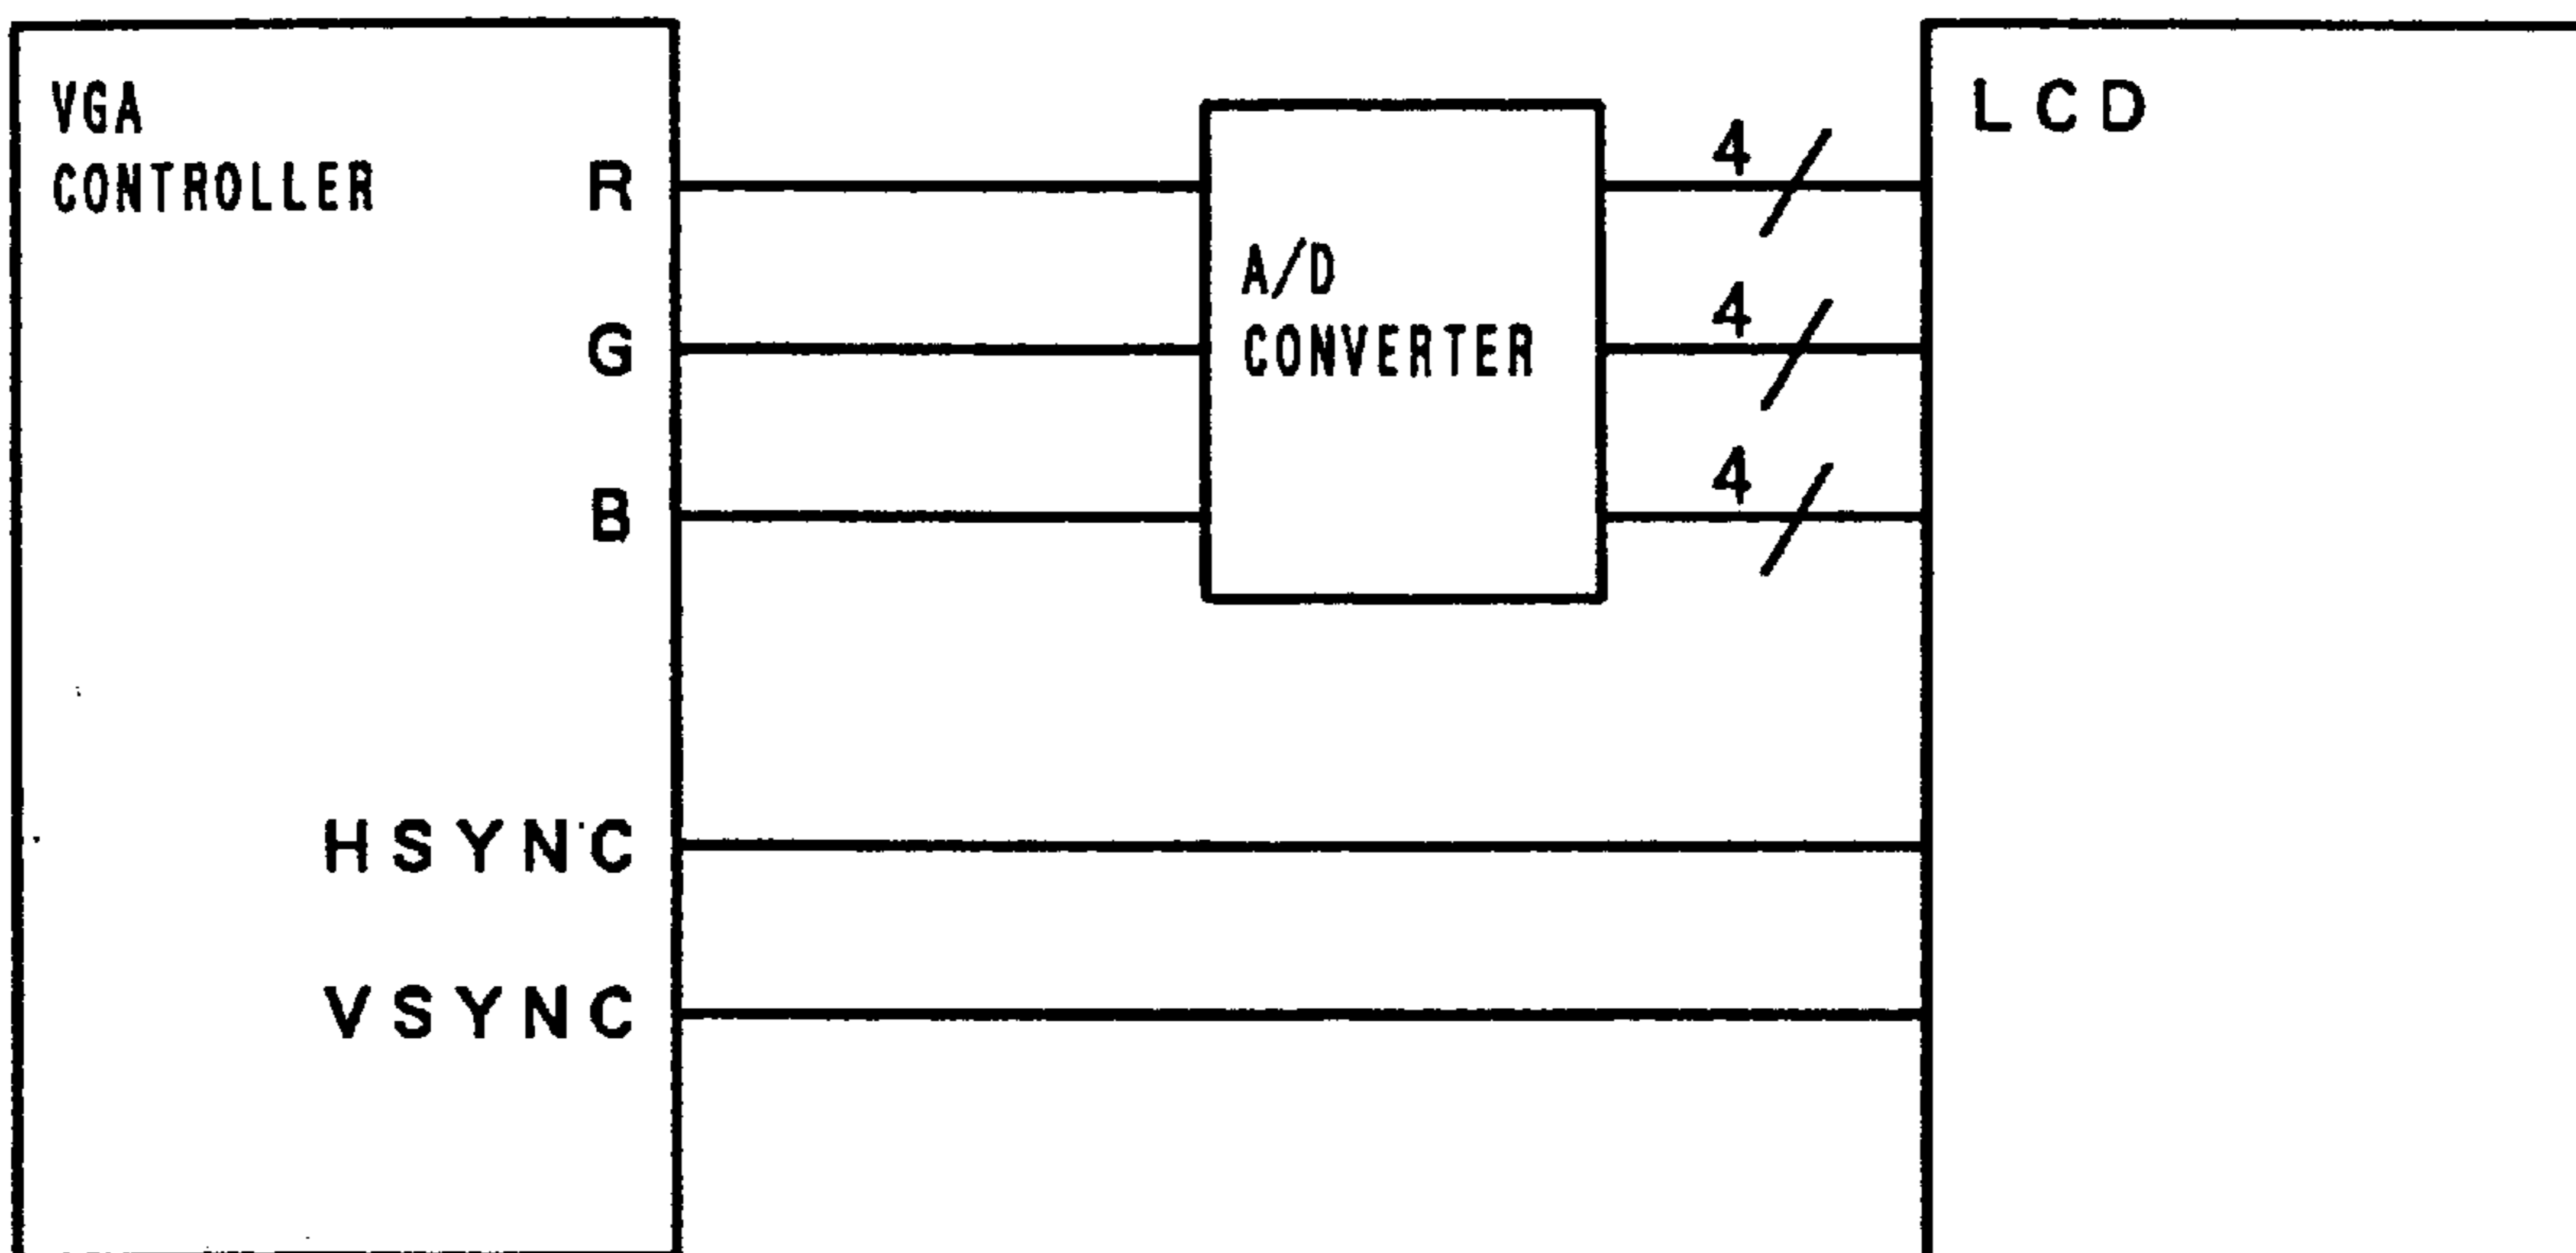 VGA
CONTROLLER
R
G
B
HSYNC
VSYNC
A/D
CONVERTER
4
4
4
LCD